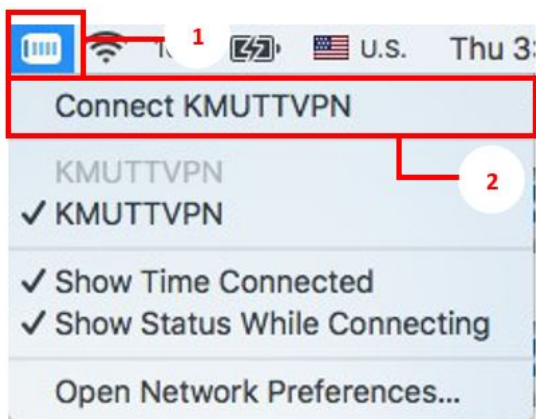 1
U.S. Thu 3:
Connect KMUTTVPN
2
KMUTTVPN
✓ KMUTTVPN
✓ Show Time Connected
✓ Show Status While Connecting
Open Network Preferences...